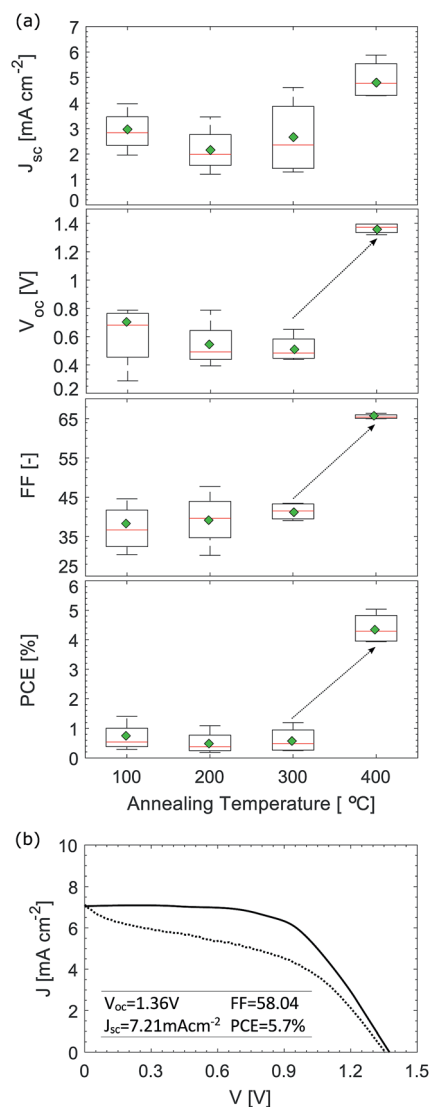 (a)
7
6
5
4
3
2
1
0
J_sc [mA cm⁻²]
1.4
1.
0.8
0.6
0.4
0.2
V_oc [V]
65
55
45
35
25
FF [-]
6
5
4
3
2
1
0
PCE [%]
100 200 300 400
Annealing Temperature [ ºC]
(b)
10
8
6
4
2
0
J [mA cm⁻²]
V_oc=1.36V FF=58.04
J_sc=7.21mAcm⁻² PCE=5.7%
0 0.3 0.6 0.9 1.2 1.5
V [V]